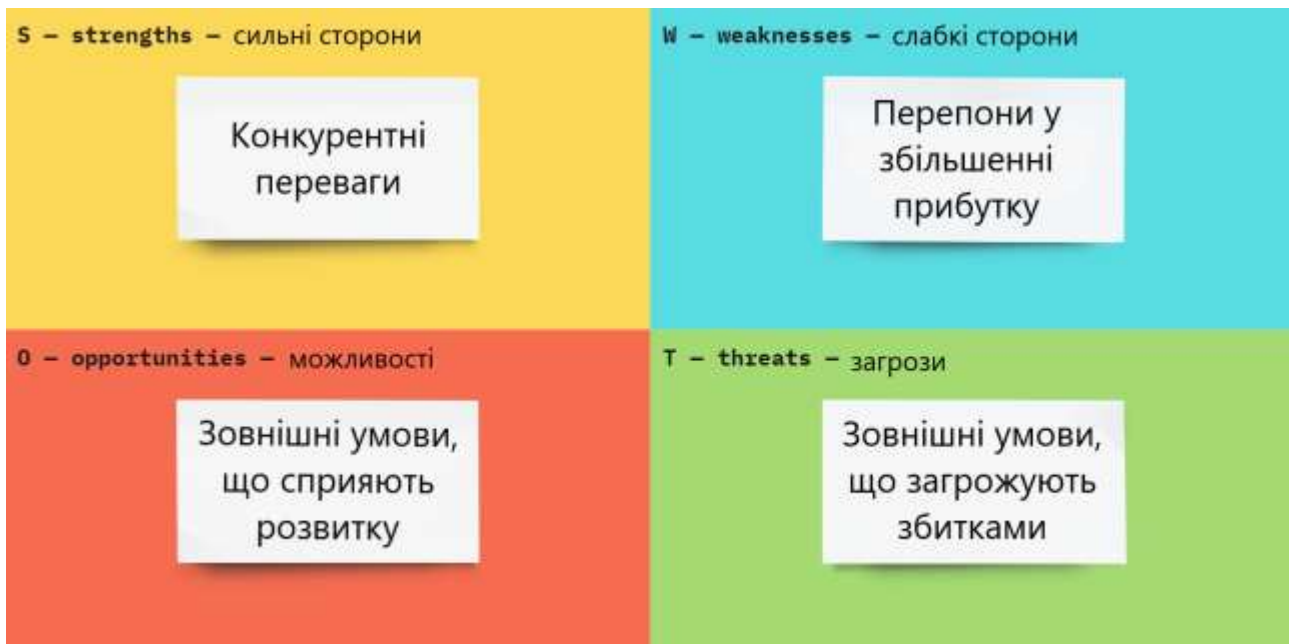 S – strengths – сильні сторони
Конкурентні
переваги
W – weaknesses – слабкі сторони
Перепони у
збільшенні
прибутку
O – opportunities – можливості
Зовнішні умови,
що сприяють
розвитку
T – threats – загрози
Зовнішні умови,
що загрожують
збитками